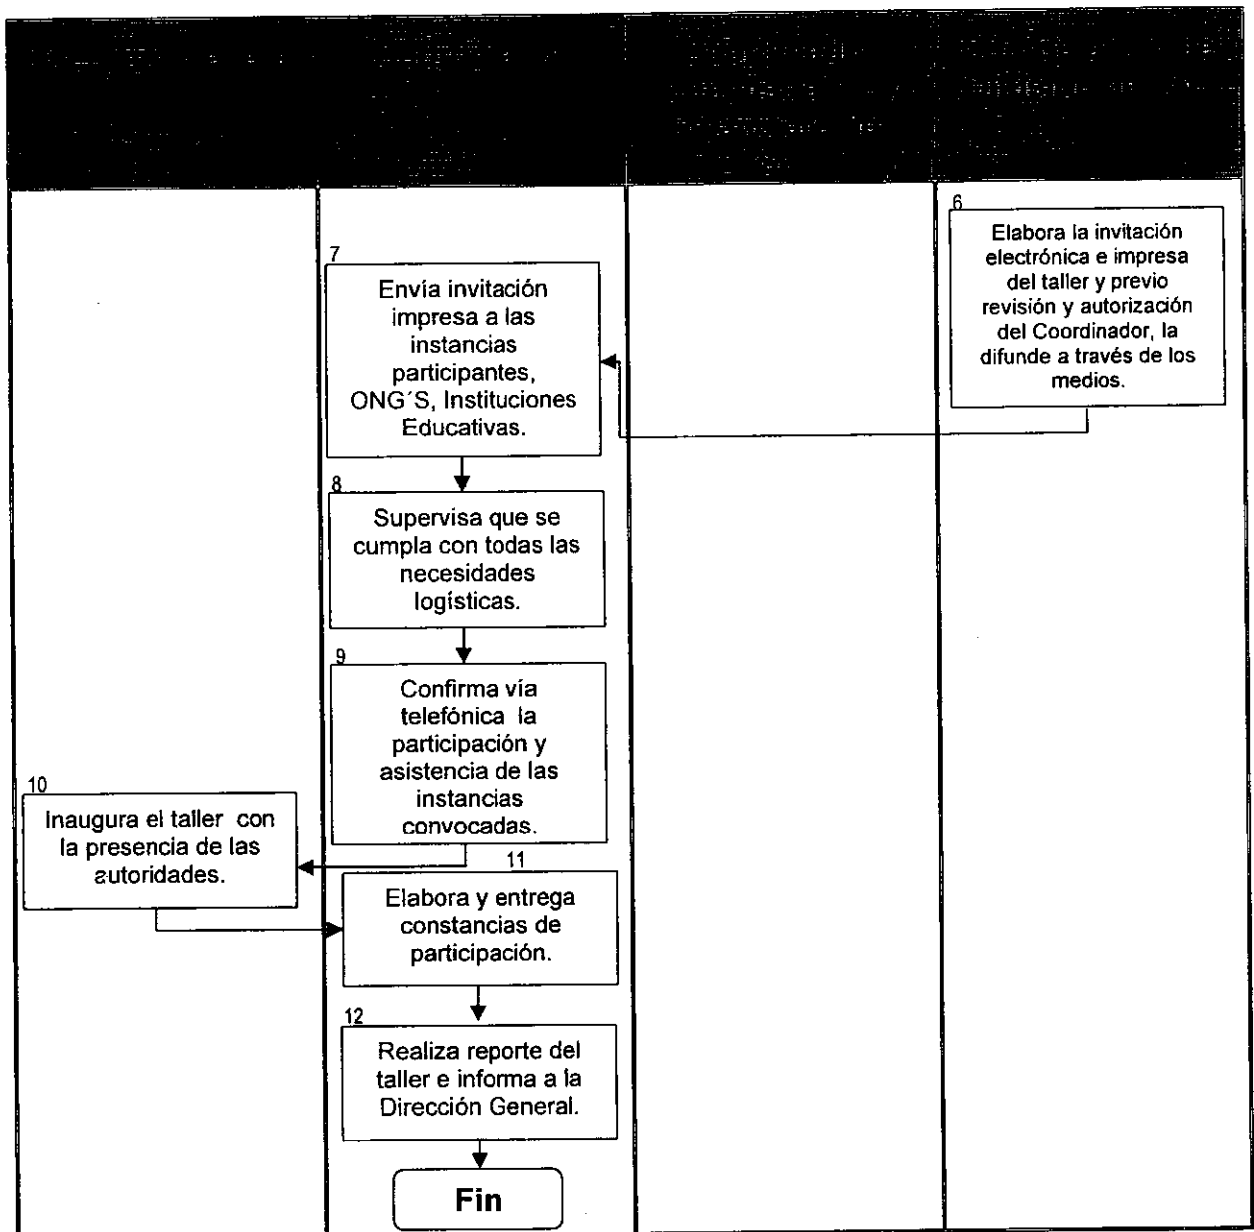 6
Elabora la invitación
electrónica e impresa
del taller y previo
revisión y autorización
del Coordinador, la
difunde a través de los
medios.
7
Envía invitación
impresa a las
instancias
participantes,
ONG´S, Instituciones
Educativas.
8
Supervisa que se
cumpla con todas las
necesidades
logísticas.
9
Confirma vía
telefónica la
participación y
asistencia de las
instancias
convocadas.
10
Inaugura el taller con
la presencia de las
autoridades.
11
Elabora y entrega
constancias de
participación.
12
Realiza reporte del
taller e informa a la
Dirección General.
Fin